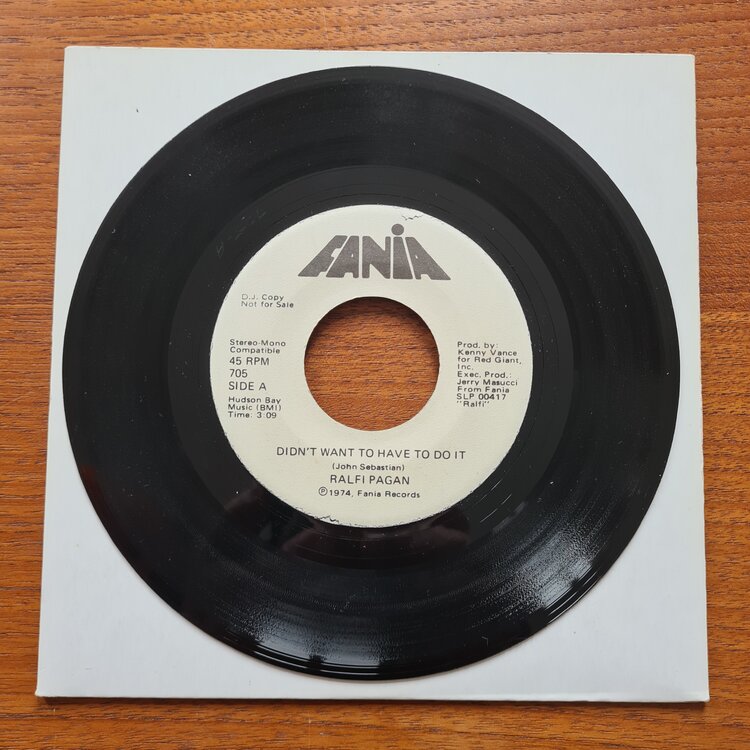 FANIA
D.J. Copy
Not for Sale
Stereo-Mono
Compatible
45 RPM
705
SIDE A
Hudson Bay
Music (BMI)
Time: 3:09
Prod. by:
Kenny Vance
for Red Giant,
Inc.
Exec. Prod.:
Jerry Masucci
From Fania
SLP 00417
"Ralfi"
DIDN'T WANT TO HAVE TO DO IT
(John Sebastian)
RALFI PAGAN
℗1974, Fania Records